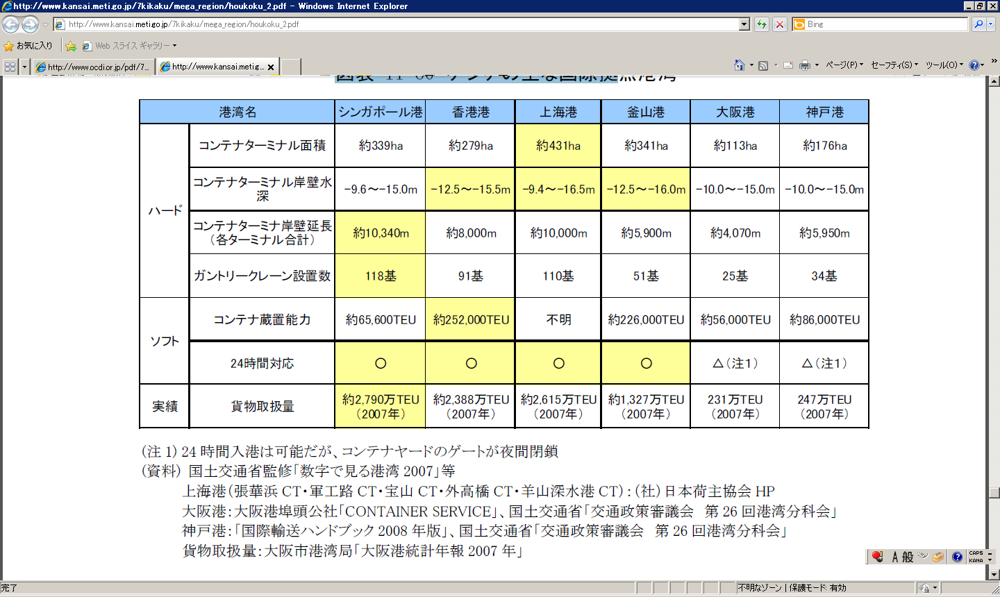 http://www.kansai.meti.go.jp/7kikaku/mega_region/houkoku_2.pdf - Windows Internet Explorer
http://www.kansai.meti.go.jp/7kikaku/mega_region/houkoku_2.pdf
Bing
お気に入り Web スライス ギャラリー
http://www.ocdi.or.jp/pdf/7... http://www.kansai.metig... ページ(P) セーフティ(S) ツール(O)
港湾名 シンガポール港 香港港 上海港 釜山港 大阪港 神戸港
ハード
コンテナターミナル面積 約339ha 約279ha 約431ha 約341ha 約113ha 約176ha
コンテナターミナル岸壁水深 -9.6～-15.0m -12.5～-15.5m -9.4～-16.5m -12.5～-16.0m -10.0～-15.0m -10.0～-15.0m
コンテナターミナ岸壁延長
（各ターミナル合計） 約10,340m 約8,000m 約10,000m 約5,900m 約4,070m 約5,950m
ガントリークレーン設置数 118基 91基 110基 51基 25基 34基
ソフト
コンテナ蔵置能力 約65,600TEU 約252,000TEU 不明 約226,000TEU 約56,000TEU 約86,000TEU
24時間対応 ○ ○ ○ ○ △（注１） △（注１）
実績 貨物取扱量 約2,790万TEU（2007年） 約2,388万TEU（2007年） 約2,615万TEU（2007年） 約1,327万TEU（2007年） 231万TEU（2007年） 247万TEU（2007年）
（注 1）24 時間入港は可能だが、コンテナヤードのゲートが夜間閉鎖
（資料） 国土交通省監修「数字で見る港湾 2007」等
上海港（張華浜 CT・軍工路 CT・宝山 CT・外高橋 CT・羊山深水港 CT）：（社）日本荷主協会 HP
大阪港：大阪港埠頭公社「CONTAINER SERVICE」、国土交通省「交通政策審議会　第 26 回港湾分科会」
神戸港：「国際輸送ハンドブック 2008 年版」、国土交通省「交通政策審議会　第 26 回港湾分科会」
貨物取扱量：大阪市港湾局「大阪港統計年報 2007 年」
A 般 CAPS
KANA
完了 不明なゾーン | 保護モード: 有効